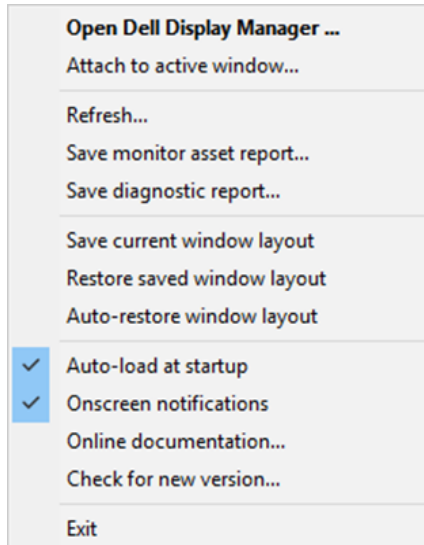 Open Dell Display Manager ...
Attach to active window...
Refresh...
Save monitor asset report...
Save diagnostic report...
Save current window layout
Restore saved window layout
Auto-restore window layout
Auto-load at startup
Onscreen notifications
Online documentation...
Check for new version...
Exit